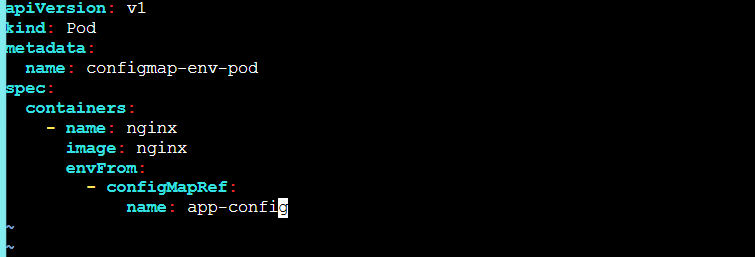 apiVersion: v1
kind: Pod
metadata:
  name: configmap-env-pod
spec:
  containers:
    - name: nginx
      image: nginx
      envFrom:
        - configMapRef:
            name: app-config
~
~